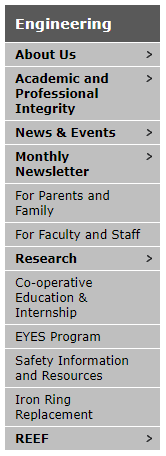 Engineering
About Us >
Academic and >
Professional
Integrity
News & Events >
Monthly >
Newsletter
For Parents and
Family
For Faculty and Staff
Research >
Co-operative
Education &
Internship
EYES Program
Safety Information
and Resources
Iron Ring
Replacement
REEF >